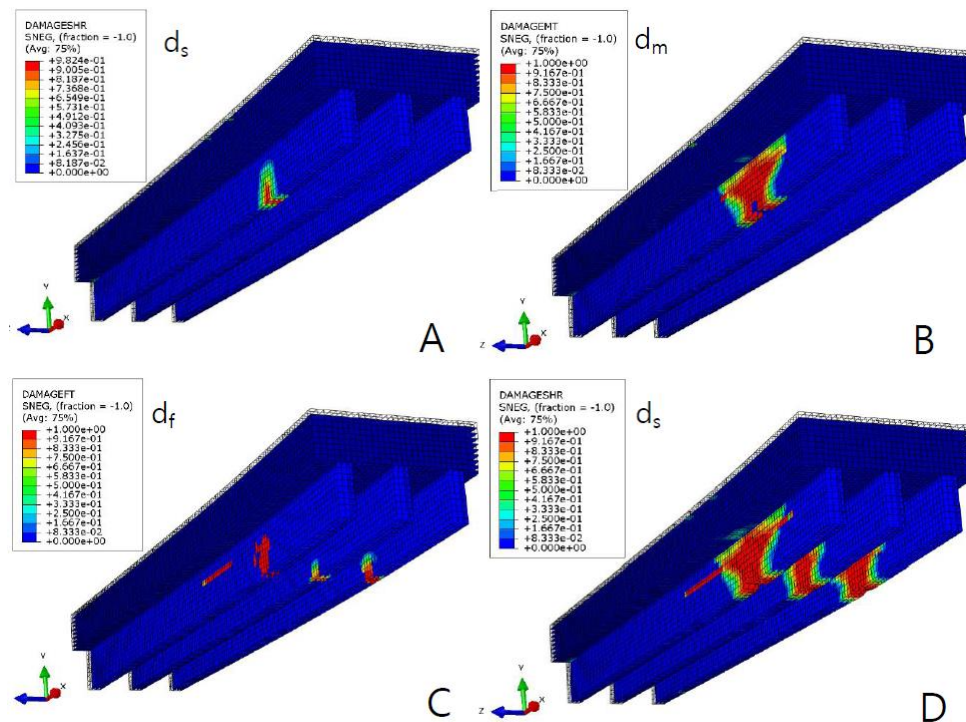 DAMAGESHR
SNEG, (fraction = -1.0)
(Avg: 75%)
+9.824e-01
+9.005e-01
+8.187e-01
+7.368e-01
+6.549e-01
+5.731e-01
+4.912e-01
+4.093e-01
+3.275e-01
+2.456e-01
+1.637e-01
+8.187e-02
+0.000e+00
ds
Y
X
A
DAMAGEMT
SNEG, (fraction = -1.0)
(Avg: 75%)
+1.000e+00
+9.167e-01
+8.333e-01
+7.500e-01
+6.667e-01
+5.833e-01
+5.000e-01
+4.167e-01
+3.333e-01
+2.500e-01
+1.667e-01
+8.333e-02
+0.000e+00
dm
Y
X
Z
B
DAMAGEFT
SNEG, (fraction = -1.0)
(Avg: 75%)
+1.000e+00
+9.167e-01
+8.333e-01
+7.500e-01
+6.667e-01
+5.833e-01
+5.000e-01
+4.167e-01
+3.333e-01
+2.500e-01
+1.667e-01
+8.333e-02
+0.000e+00
df
Y
X
C
DAMAGESHR
SNEG, (fraction = -1.0)
(Avg: 75%)
+1.000e+00
+9.167e-01
+8.333e-01
+7.500e-01
+6.667e-01
+5.833e-01
+5.000e-01
+4.167e-01
+3.333e-01
+2.500e-01
+1.667e-01
+8.333e-02
+0.000e+00
ds
Y
X
Z
D